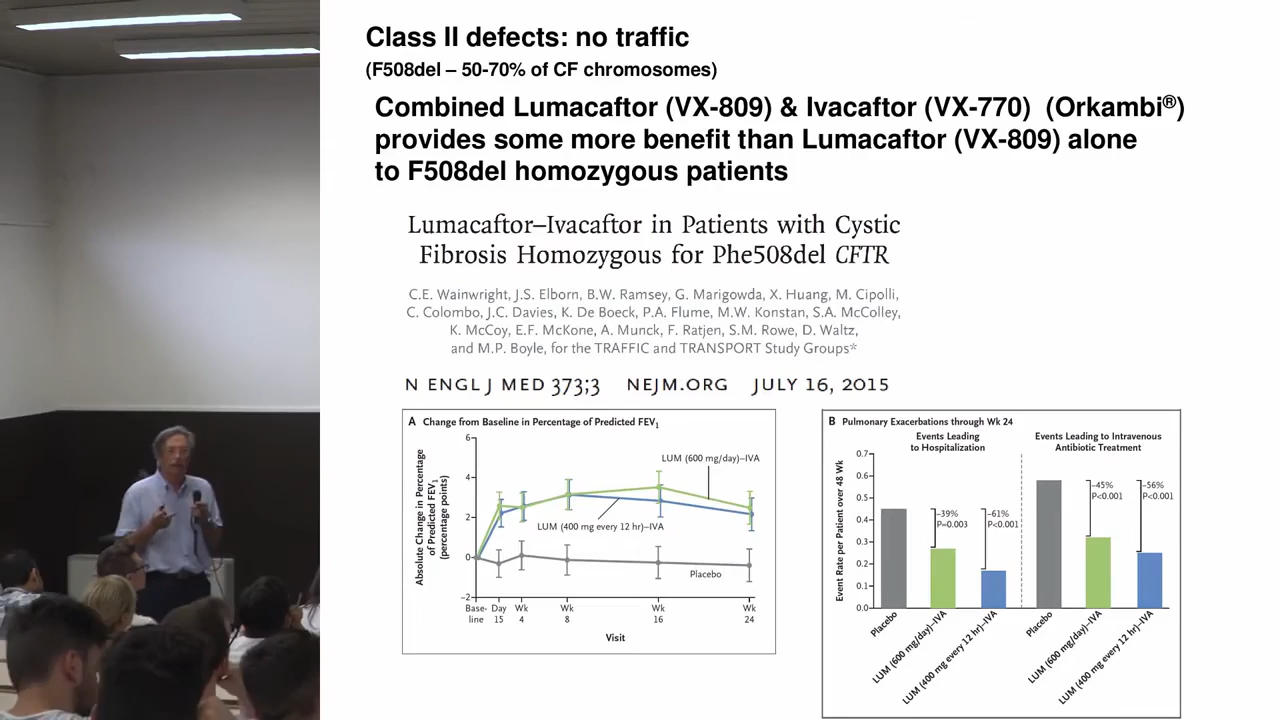 Class II defects: no traffic
(F508del – 50-70% of CF chromosomes)
Combined Lumacaftor (VX-809) & Ivacaftor (VX-770) (Orkambi®)
provides some more benefit than Lumacaftor (VX-809) alone
to F508del homozygous patients
Lumacaftor–Ivacaftor in Patients with Cystic
Fibrosis Homozygous for Phe508del CFTR
C.E. Wainwright, J.S. Elborn, B.W. Ramsey, G. Marigowda, X. Huang, M. Cipolli,
C. Colombo, J.C. Davies, K. De Boeck, P.A. Flume, M.W. Konstan, S.A. McColley,
K. McCoy, E.F. McKone, A. Munck, F. Ratjen, S.M. Rowe, D. Waltz,
and M.P. Boyle, for the TRAFFIC and TRANSPORT Study Groups*
N ENGL J MED 373;3 NEJM.ORG JULY 16, 2015
A Change from Baseline in Percentage of Predicted FEV1
Absolute Change in Percentage
of Predicted FEV1
(percentage points)
6
4
2
0
–2
LUM (600 mg/day)–IVA
LUM (400 mg every 12 hr)–IVA
Placebo
Base-
line
Day
15
Wk
4
Wk
8
Wk
16
Wk
24
Visit
B Pulmonary Exacerbations through Wk 24
Events Leading
to Hospitalization
Events Leading to Intravenous
Antibiotic Treatment
Event Rate per Patient over 48 Wk
0.7
0.6
0.5
0.4
0.3
0.2
0.1
0.0
–39%
P=0.003
–61%
P<0.001
–45%
P<0.001
–56%
P<0.001
Placebo
LUM (600 mg/day)–IVA
LUM (400 mg every 12 hr)–IVA
Placebo
LUM (600 mg/day)–IVA
LUM (400 mg every 12 hr)–IVA